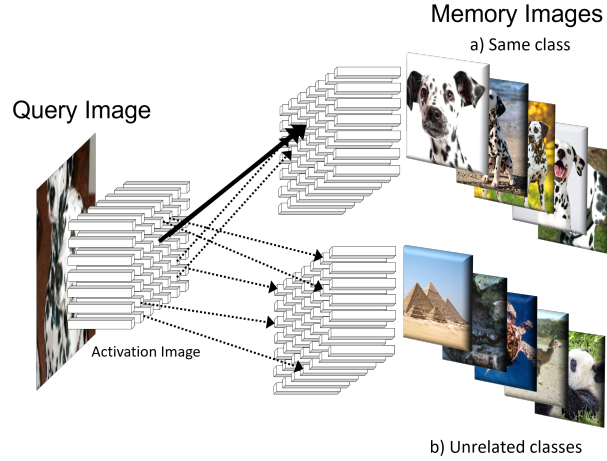 Memory Images
a) Same class
Query Image
Activation Image
b) Unrelated classes